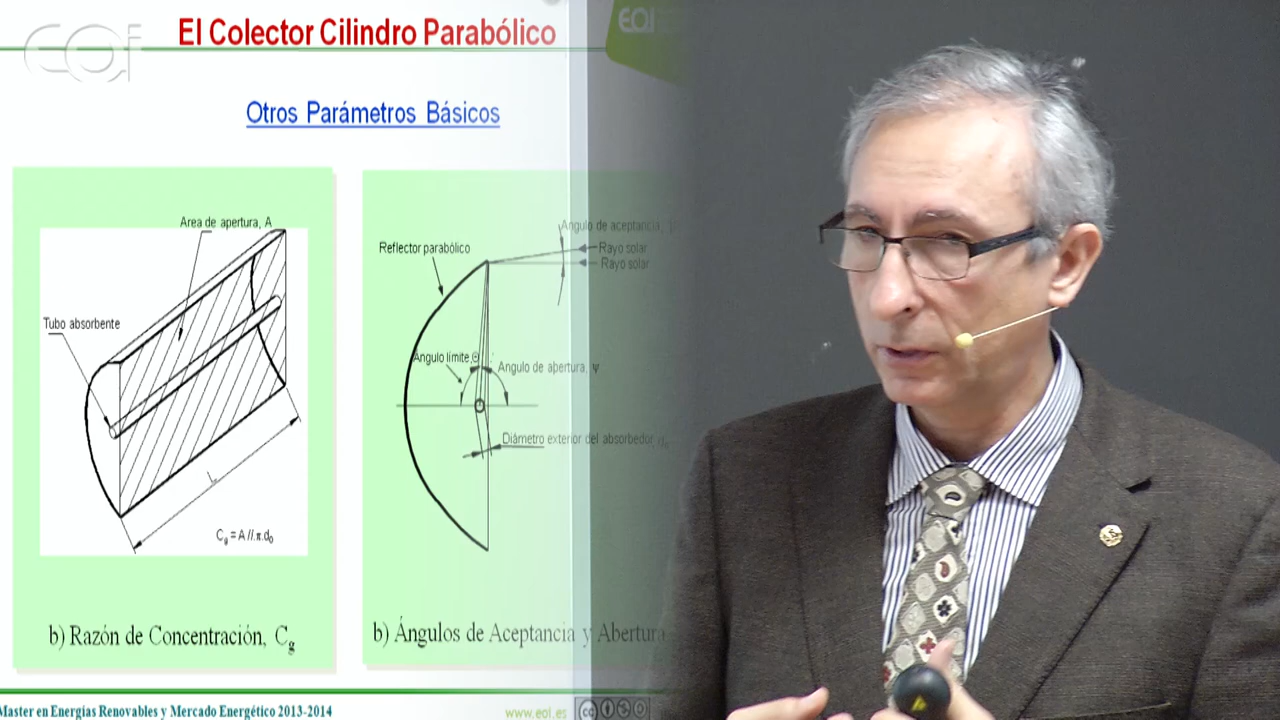 eoi
El Colector Cilindro Parabólico
eoi
Otros Parámetros Básicos
Area de apertura, A
Tubo absorbente
L
Cg = A/l.π.d₀
b) Razón de Concentración, Cg
Angulo de aceptancia,
Reflector parabólico
Rayo solar
Rayo solar
Angulo límite,Θ
Angulo de apertura, Ψ
Diámetro exterior del absorbedor
b) Ángulos de Aceptancia y Abertura
Master en Energías Renovables y Mercado Energético 2013-2014
www.eoi.es
cc